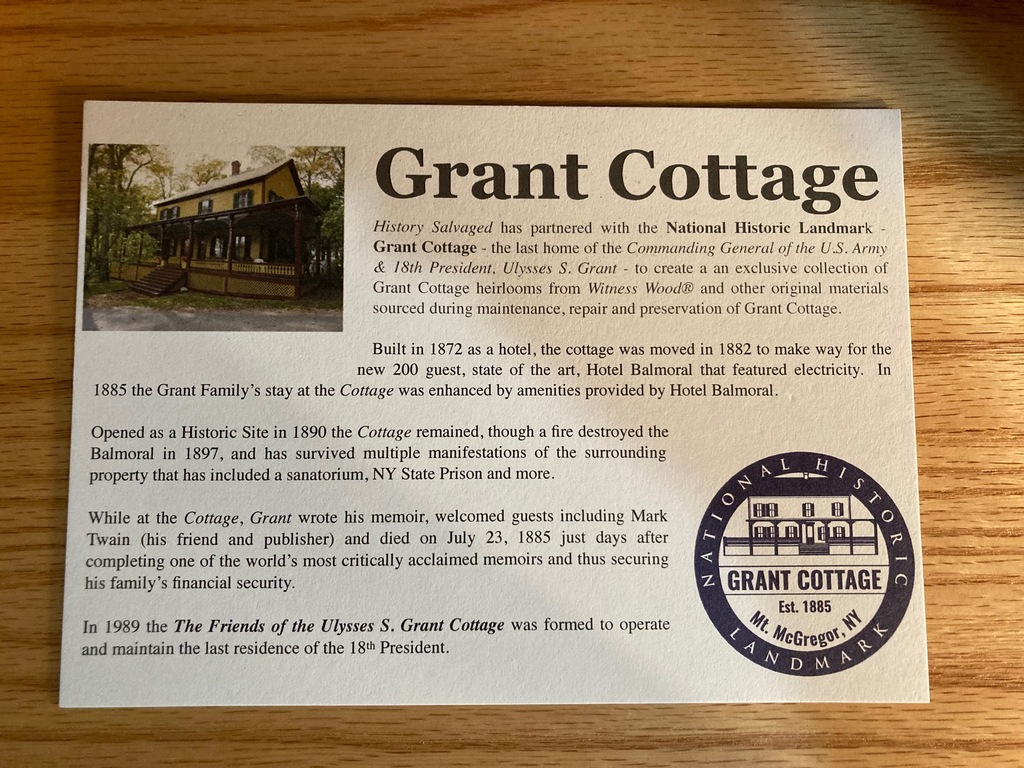 Grant Cottage
History Salvaged has partnered with the National Historic Landmark -
Grant Cottage - the last home of the Commanding General of the U.S. Army
& 18th President, Ulysses S. Grant - to create a an exclusive collection of
Grant Cottage heirlooms from Witness Wood® and other original materials
sourced during maintenance, repair and preservation of Grant Cottage.
Built in 1872 as a hotel, the cottage was moved in 1882 to make way for the
new 200 guest, state of the art, Hotel Balmoral that featured electricity. In
1885 the Grant Family's stay at the Cottage was enhanced by amenities provided by Hotel Balmoral.
Opened as a Historic Site in 1890 the Cottage remained, though a fire destroyed the
Balmoral in 1897, and has survived multiple manifestations of the surrounding
property that has included a sanatorium, NY State Prison and more.
While at the Cottage, Grant wrote his memoir, welcomed guests including Mark
Twain (his friend and publisher) and died on July 23, 1885 just days after
completing one of the world's most critically acclaimed memoirs and thus securing
his family's financial security.
In 1989 the The Friends of the Ulysses S. Grant Cottage was formed to operate
and maintain the last residence of the 18th President.
NATIONAL HISTORIC
GRANT COTTAGE
Est. 1885
Mt. McGregor, NY
LANDMARK